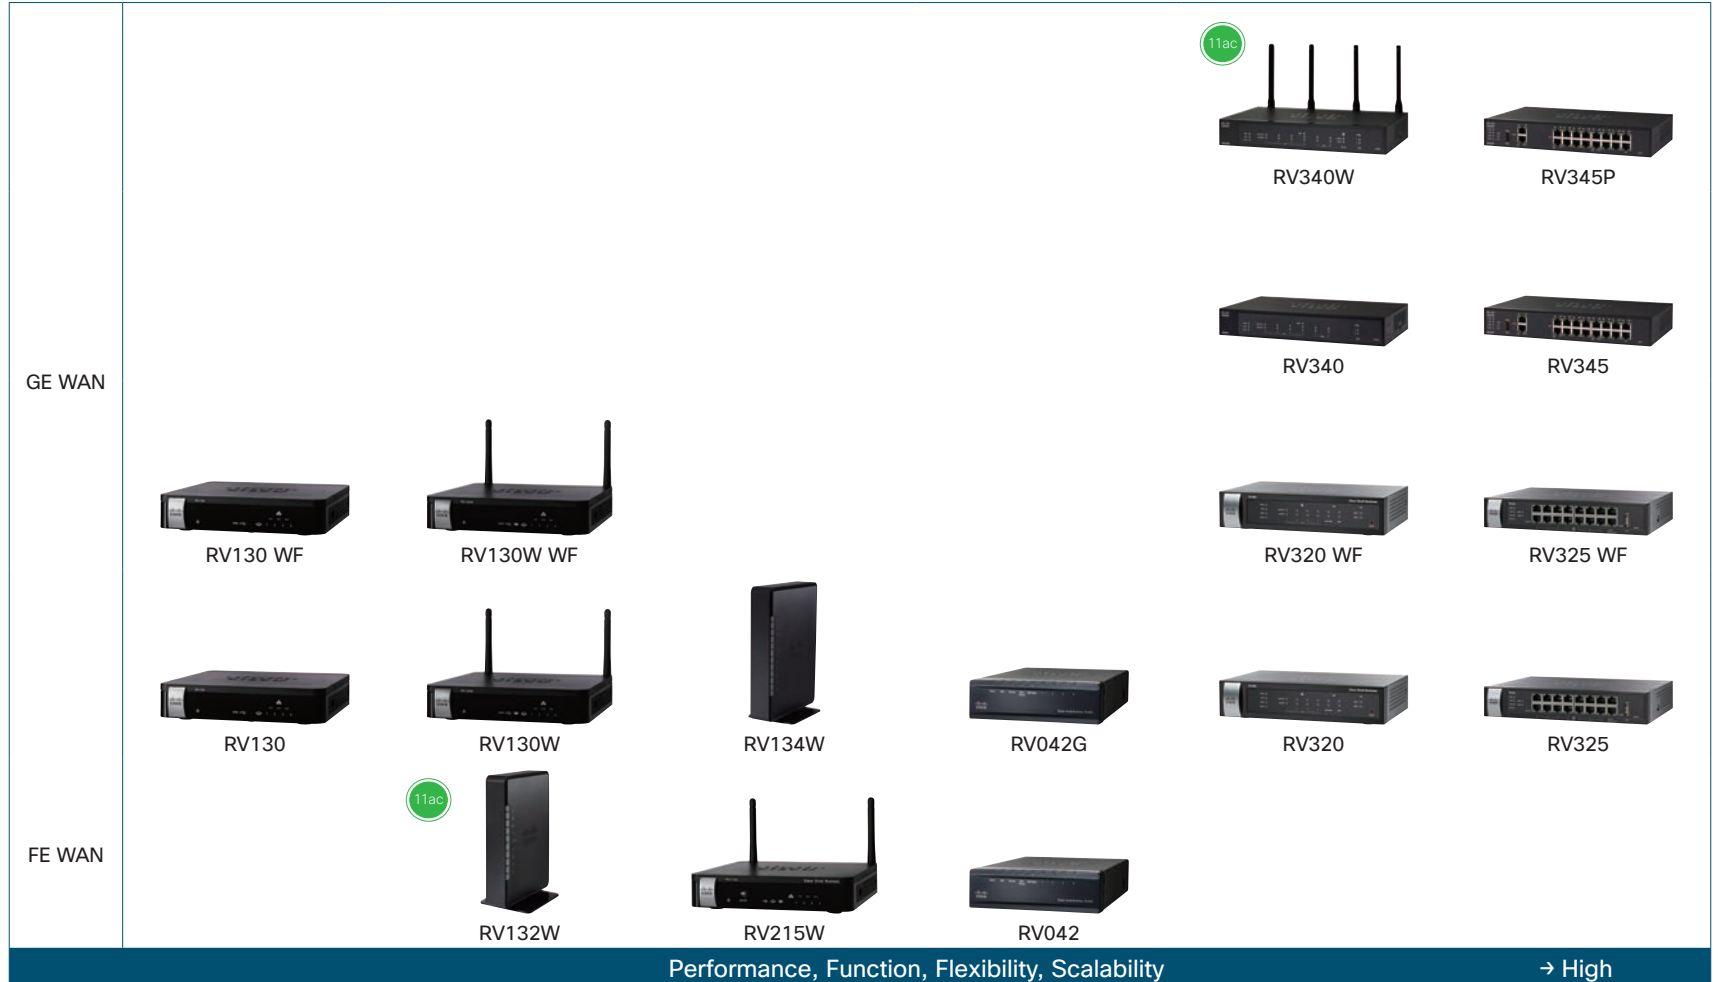 11ac
RV340W RV345P
RV340 RV345
GE WAN
RV130 WF RV130W WF RV320 WF RV325 WF
RV130 RV130W RV134W RV042G RV320 RV325
11ac
FE WAN
RV132W RV215W RV042
Performance, Function, Flexibility, Scalability → High